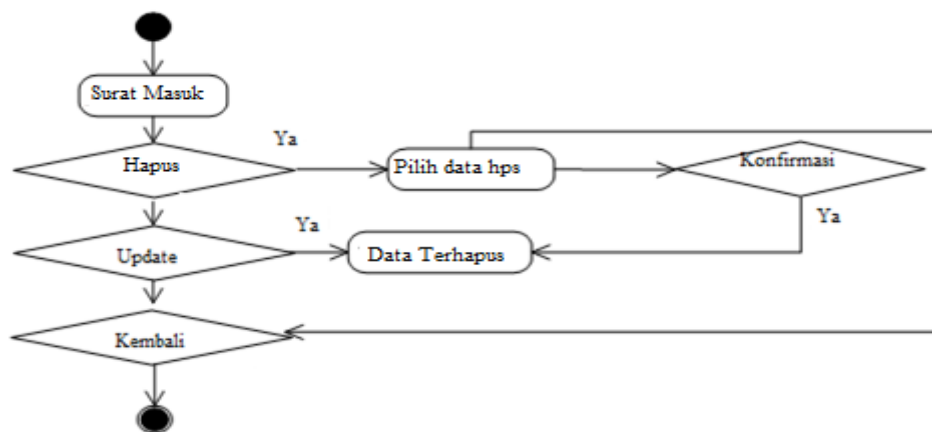 Surat Masuk
Ya
Hapus
Pilih data hps
Konfirmasi
Ya
Ya
Update
Data Terhapus
Kembali